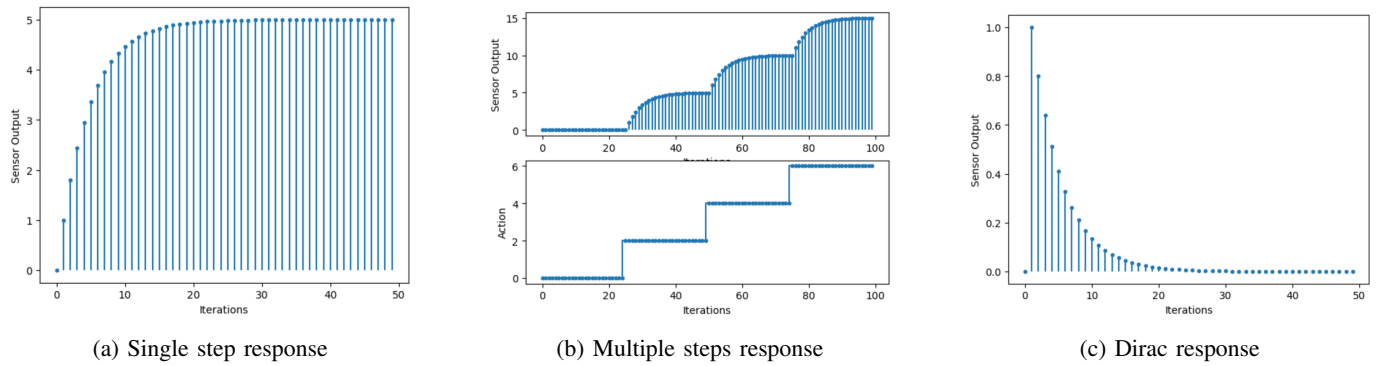 5
4
3
2
1
0
Sensor Output
0 10 20 30 40 50
Iterations
(a) Single step response
15
10
5
0
Sensor Output
0 20 40 60 80 100
Iterations
6
4
2
0
Action
0 20 40 60 80 100
Iterations
(b) Multiple steps response
1.0
0.8
0.6
0.4
0.2
0.0
Sensor Output
0 10 20 30 40 50
Iterations
(c) Dirac response